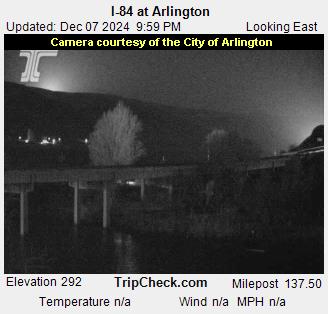 I-84 at Arlington
Updated: Dec 07 2024 9:59 PM Looking East
Camera courtesy of the City of Arlington
Elevation 292 TripCheck.com Milepost 137.50
Temperature n/a Wind n/a MPH n/a